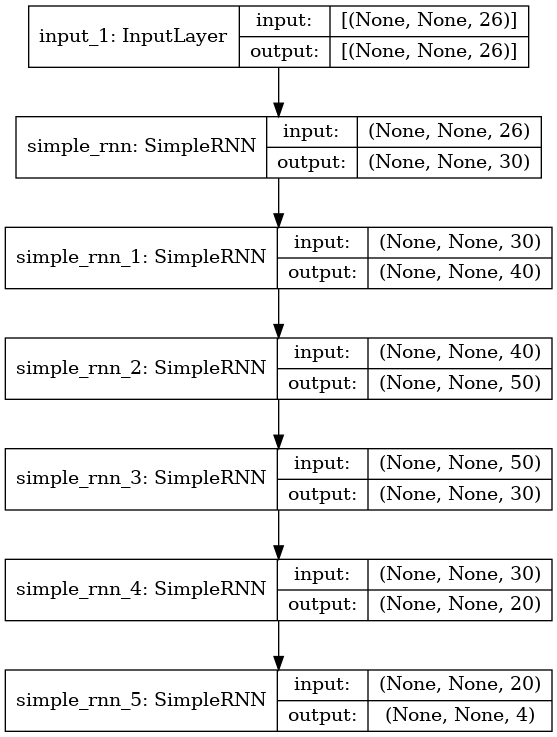 input_1: InputLayer input: [(None, None, 26)]
output: [(None, None, 26)]
simple_rnn: SimpleRNN input: (None, None, 26)
output: (None, None, 30)
simple_rnn_1: SimpleRNN input: (None, None, 30)
output: (None, None, 40)
simple_rnn_2: SimpleRNN input: (None, None, 40)
output: (None, None, 50)
simple_rnn_3: SimpleRNN input: (None, None, 50)
output: (None, None, 30)
simple_rnn_4: SimpleRNN input: (None, None, 30)
output: (None, None, 20)
simple_rnn_5: SimpleRNN input: (None, None, 20)
output: (None, None, 4)